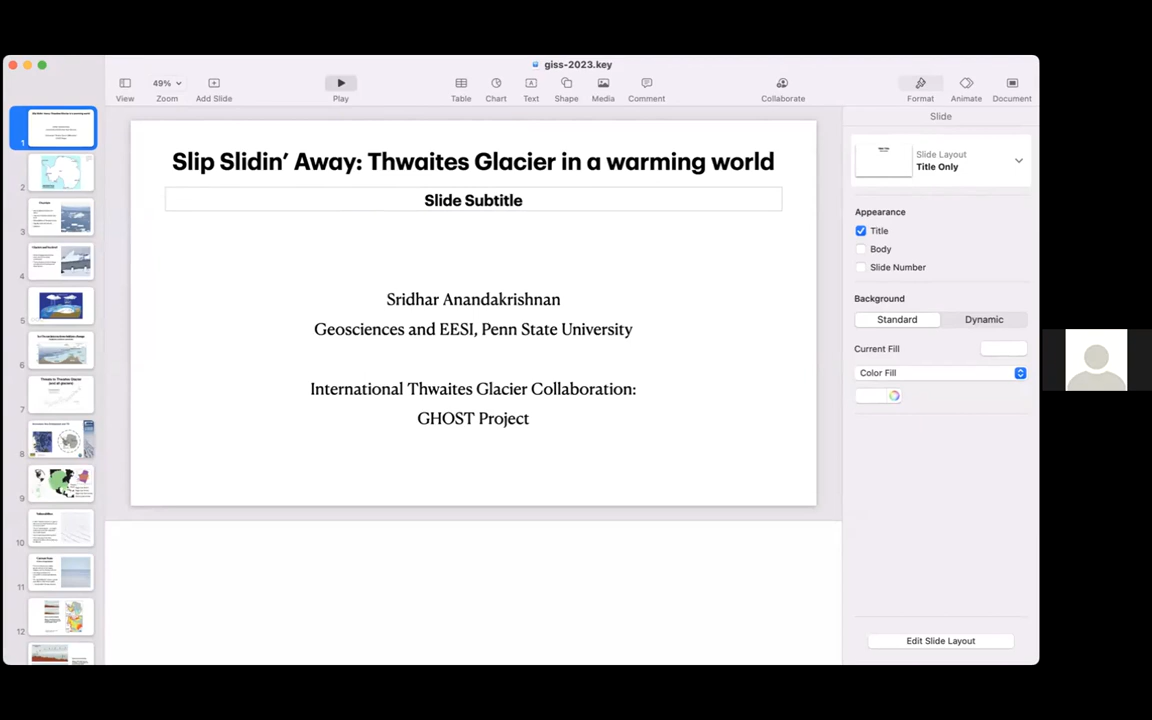 giss-2023.key
49%
View
Zoom
Add Slide
Play
Table
Chart
Text
Shape
Media
Comment
Collaborate
Format
Animate
Document
Slide
Slide Layout
Title Only
Appearance
Title
Body
Slide Number
Background
Standard
Dynamic
Current Fill
Color Fill
Edit Slide Layout
1
2
3
4
5
6
7
8
9
10
11
12
Slip Slidin’ Away: Thwaites Glacier in a warming world
Slide Subtitle
Sridhar Anandakrishnan
Geosciences and EESI, Penn State University
International Thwaites Glacier Collaboration:
GHOST Project